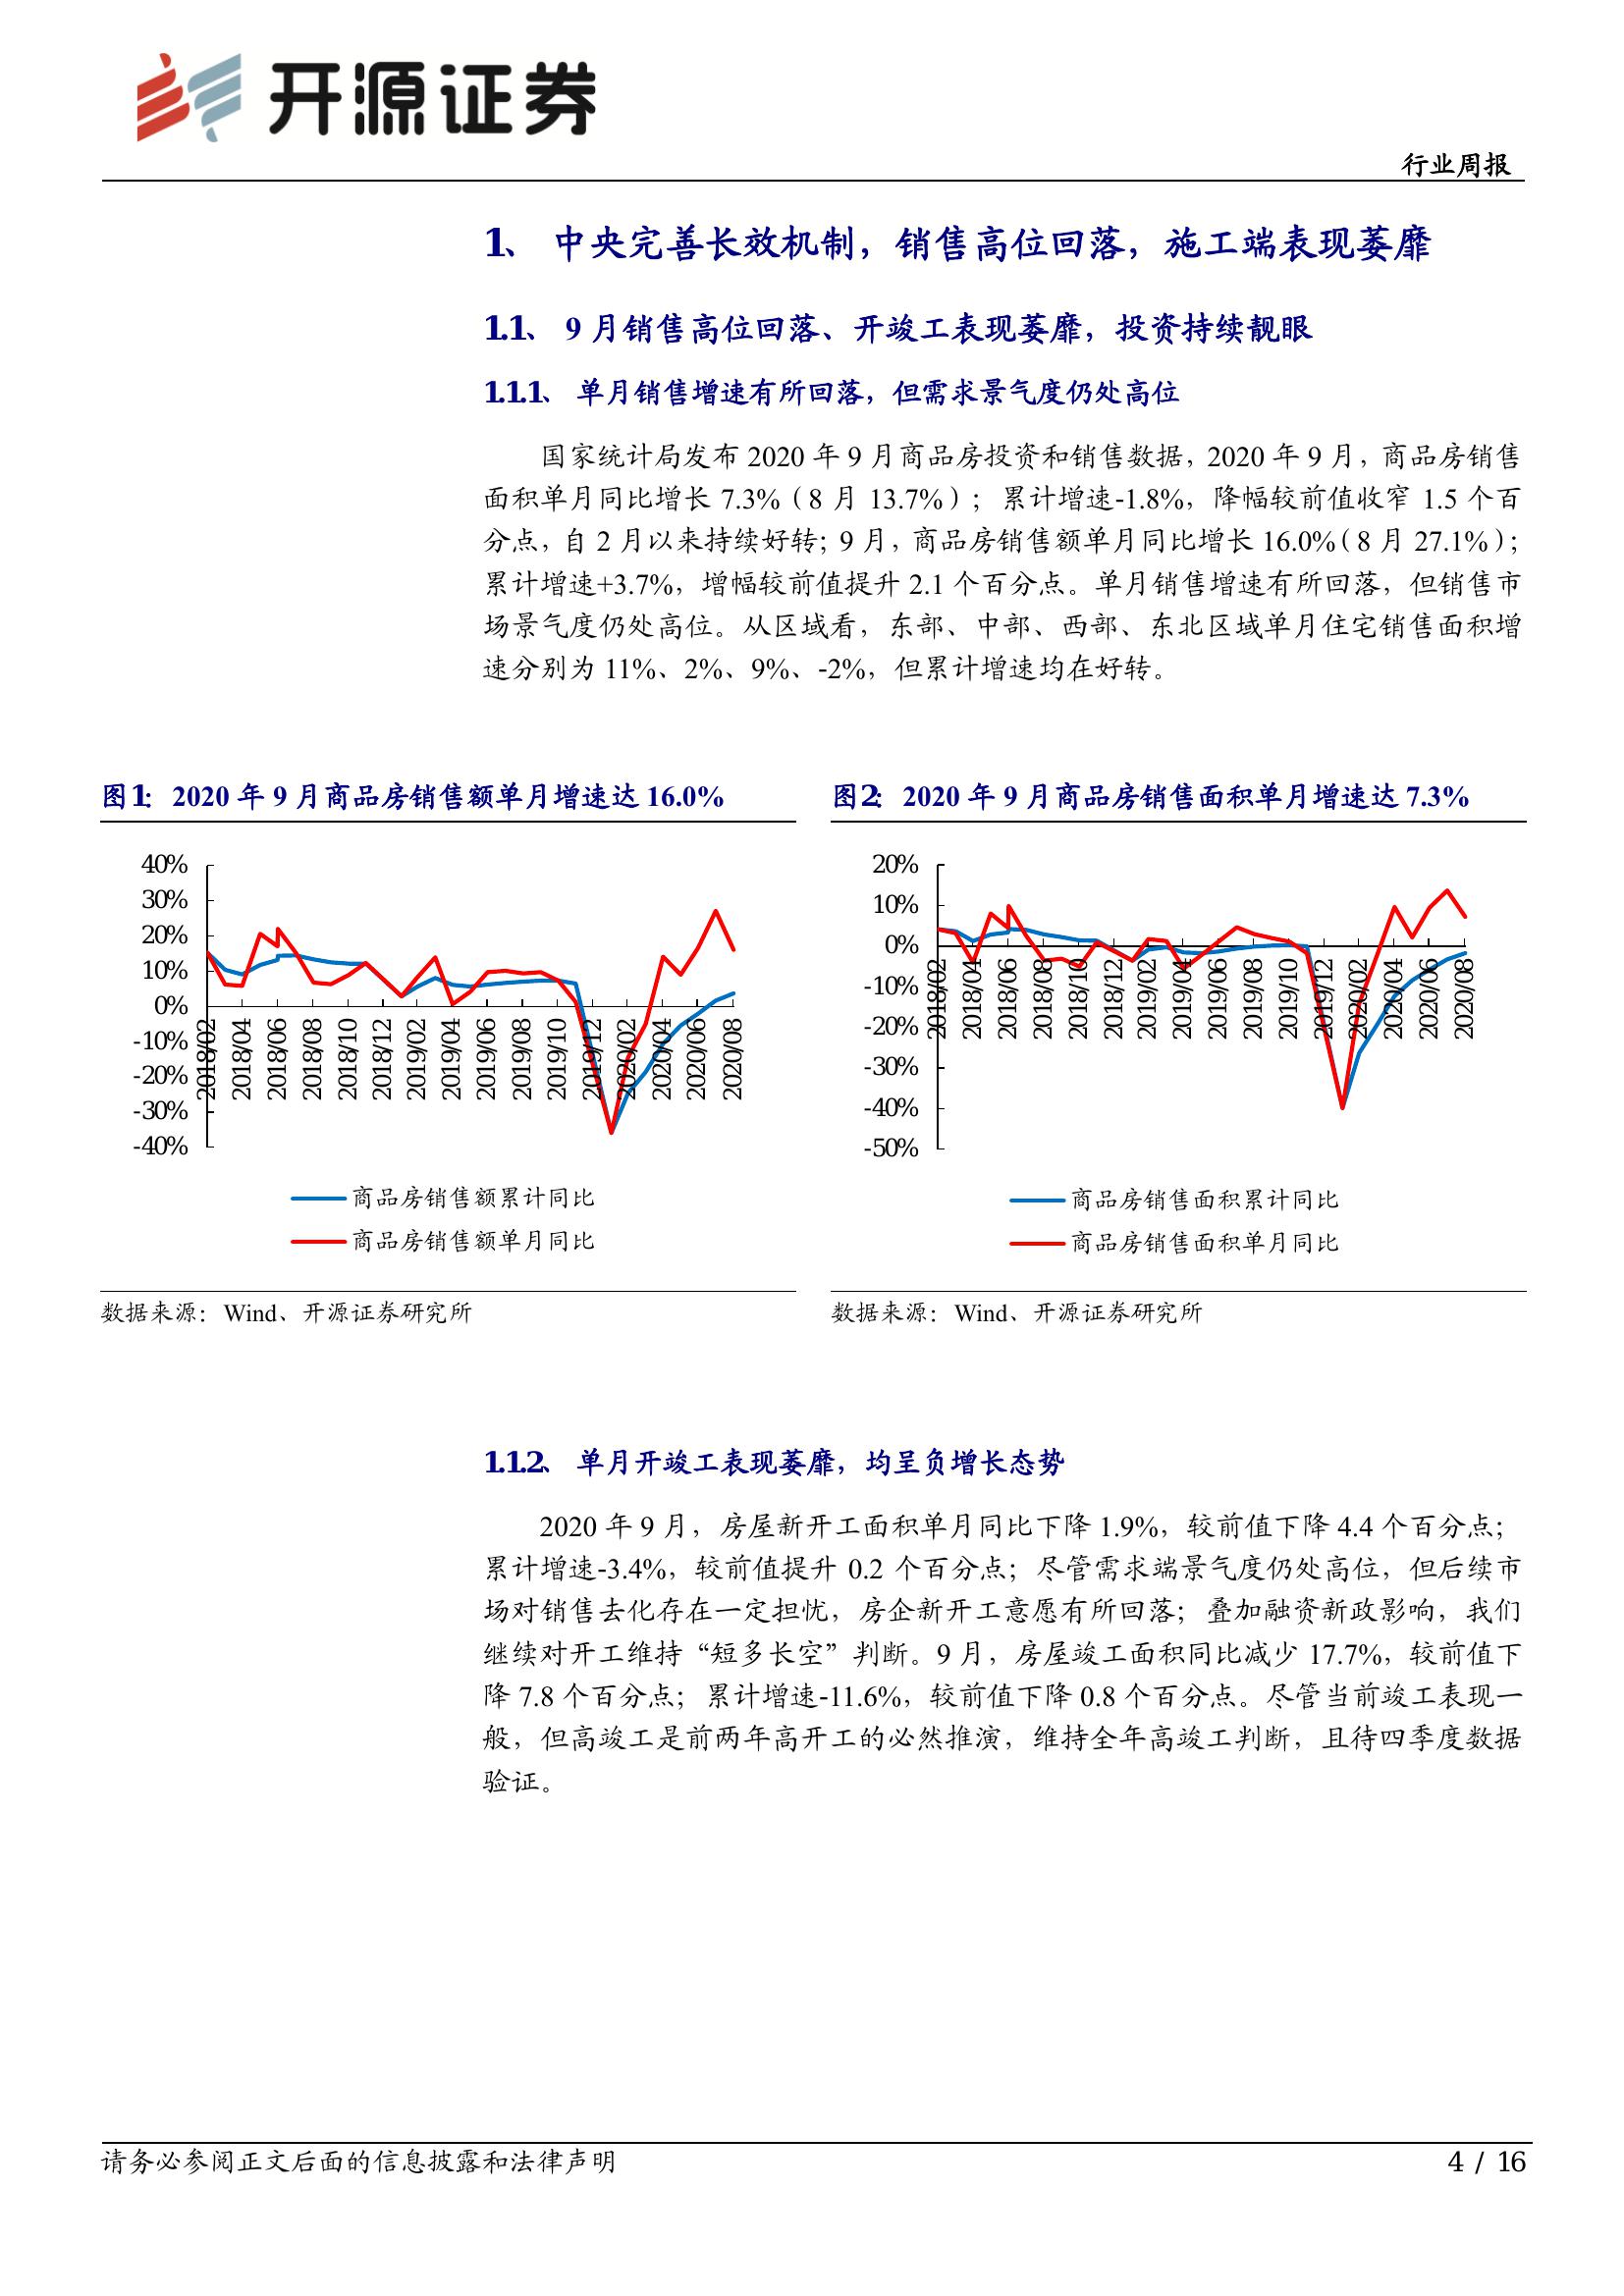 开源证券
行业周报
1、 中央完善长效机制，销售高位回落，施工端表现萎靡
1.1、 9 月销售高位回落、开竣工表现萎靡，投资持续靓眼
1.1.1、 单月销售增速有所回落，但需求景气度仍处高位
国家统计局发布 2020 年 9 月商品房投资和销售数据，2020 年 9 月，商品房销售
面积单月同比增长 7.3%（8 月 13.7%）；累计增速-1.8%，降幅较前值收窄 1.5 个百
分点，自 2 月以来持续好转；9 月，商品房销售额单月同比增长 16.0%（8 月 27.1%）；
累计增速+3.7%，增幅较前值提升 2.1 个百分点。单月销售增速有所回落，但销售市
场景气度仍处高位。从区域看，东部、中部、西部、东北区域单月住宅销售面积增
速分别为 11%、2%、9%、-2%，但累计增速均在好转。
图1： 2020 年 9 月商品房销售额单月增速达 16.0%
40%
30%
20%
10%
0%
-10%
-20%
-30%
-40%
2018/02
2018/04
2018/06
2018/08
2018/10
2018/12
2019/02
2019/04
2019/06
2019/08
2019/10
2019/12
2020/02
2020/04
2020/06
2020/08
商品房销售额累计同比
商品房销售额单月同比
数据来源：Wind、开源证券研究所
图2： 2020 年 9 月商品房销售面积单月增速达 7.3%
20%
10%
0%
-10%
-20%
-30%
-40%
-50%
2018/02
2018/04
2018/06
2018/08
2018/10
2018/12
2019/02
2019/04
2019/06
2019/08
2019/10
2019/12
2020/02
2020/04
2020/06
2020/08
商品房销售面积累计同比
商品房销售面积单月同比
数据来源：Wind、开源证券研究所
1.1.2、 单月开竣工表现萎靡，均呈负增长态势
2020 年 9 月，房屋新开工面积单月同比下降 1.9%，较前值下降 4.4 个百分点；
累计增速-3.4%，较前值提升 0.2 个百分点；尽管需求端景气度仍处高位，但后续市
场对销售去化存在一定担忧，房企新开工意愿有所回落；叠加融资新政影响，我们
继续对开工维持“短多长空”判断。9 月，房屋竣工面积同比减少 17.7%，较前值下
降 7.8 个百分点；累计增速-11.6%，较前值下降 0.8 个百分点。尽管当前竣工表现一
般，但高竣工是前两年高开工的必然推演，维持全年高竣工判断，且待四季度数据
验证。
请务必参阅正文后面的信息披露和法律声明
4 / 16